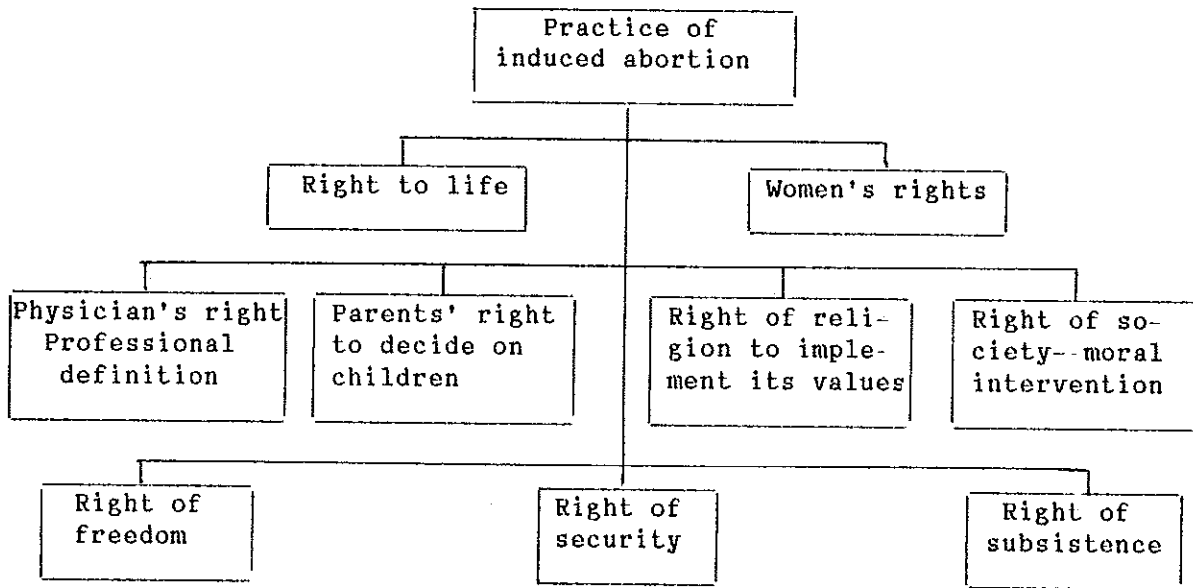 Practice of
induced abortion
Right to life
Women's rights
Physician's right
Professional
definition
Parents' right
to decide on
children
Right of reli-
gion to imple-
ment its values
Right of so-
ciety--moral
intervention
Right of
freedom
Right of
security
Right of
subsistence